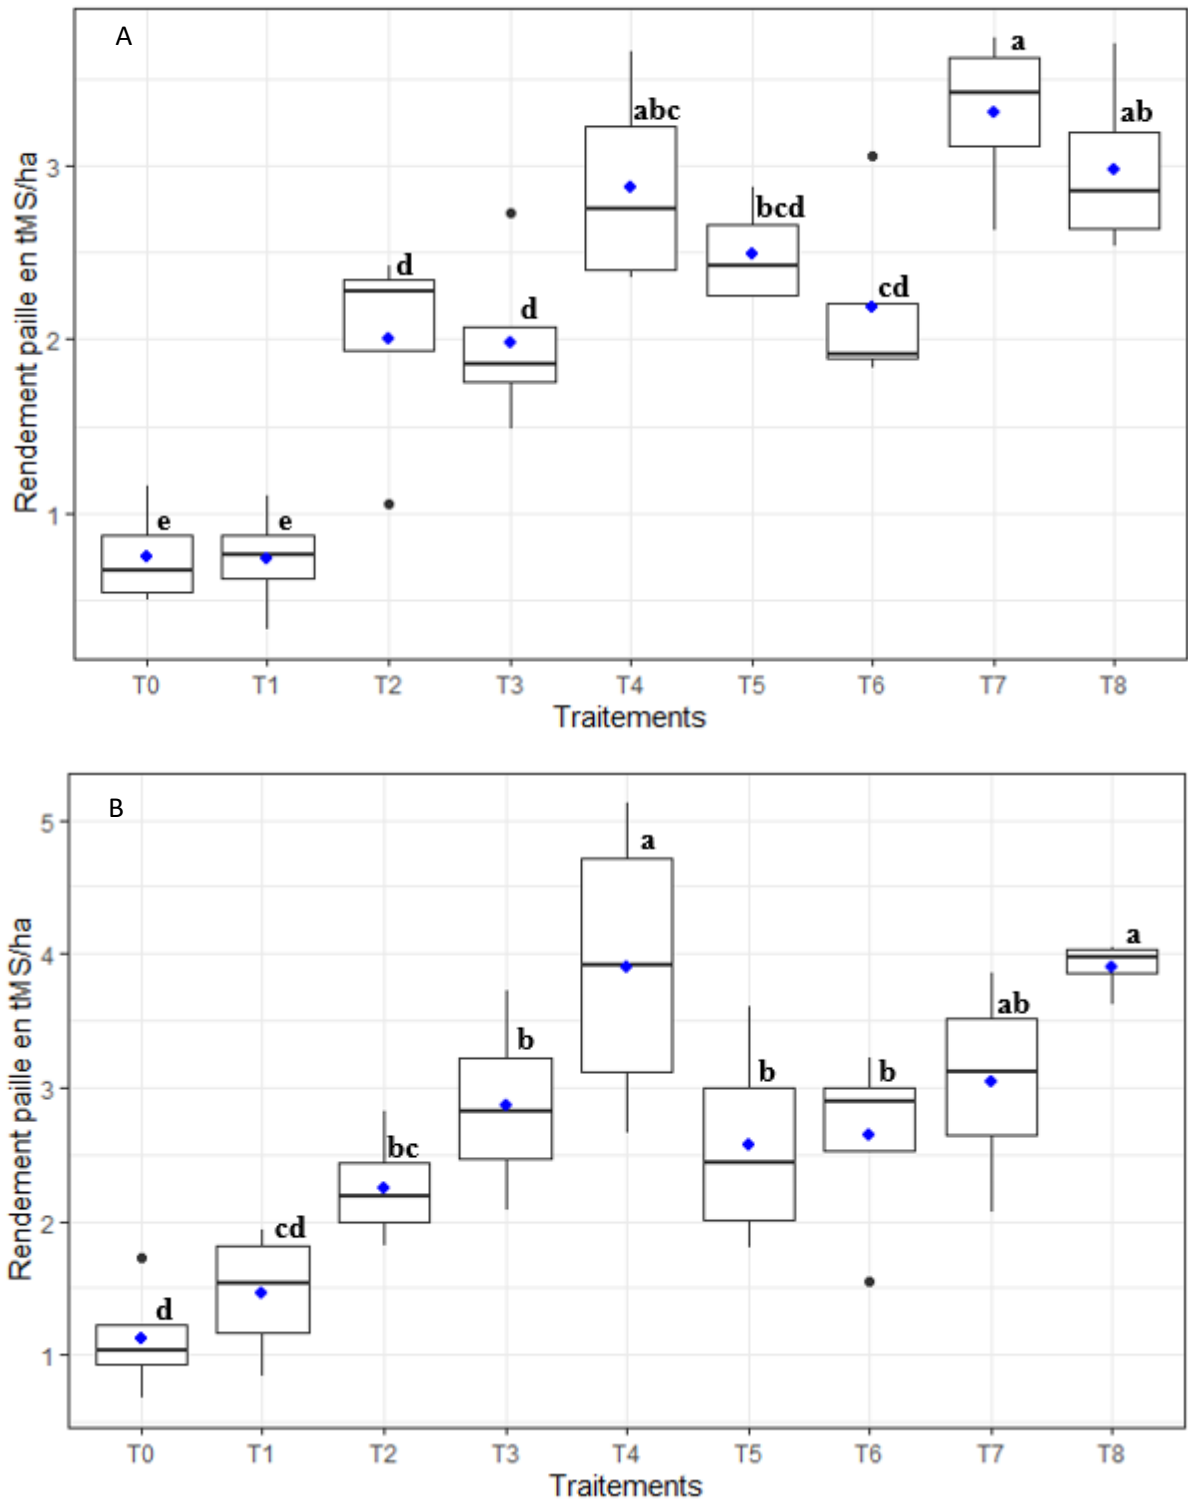 A
a
abc
ab
3
bcd
cd
d
d
2
e
e
1
Rendement paille en tMS/ha
T0 T1 T2 T3 T4 T5 T6 T7 T8
Traitements
B
5
a
a
4
ab
b
3
b
b
bc
2
cd
d
1
Rendement paille en tMS/ha
T0 T1 T2 T3 T4 T5 T6 T7 T8
Traitements